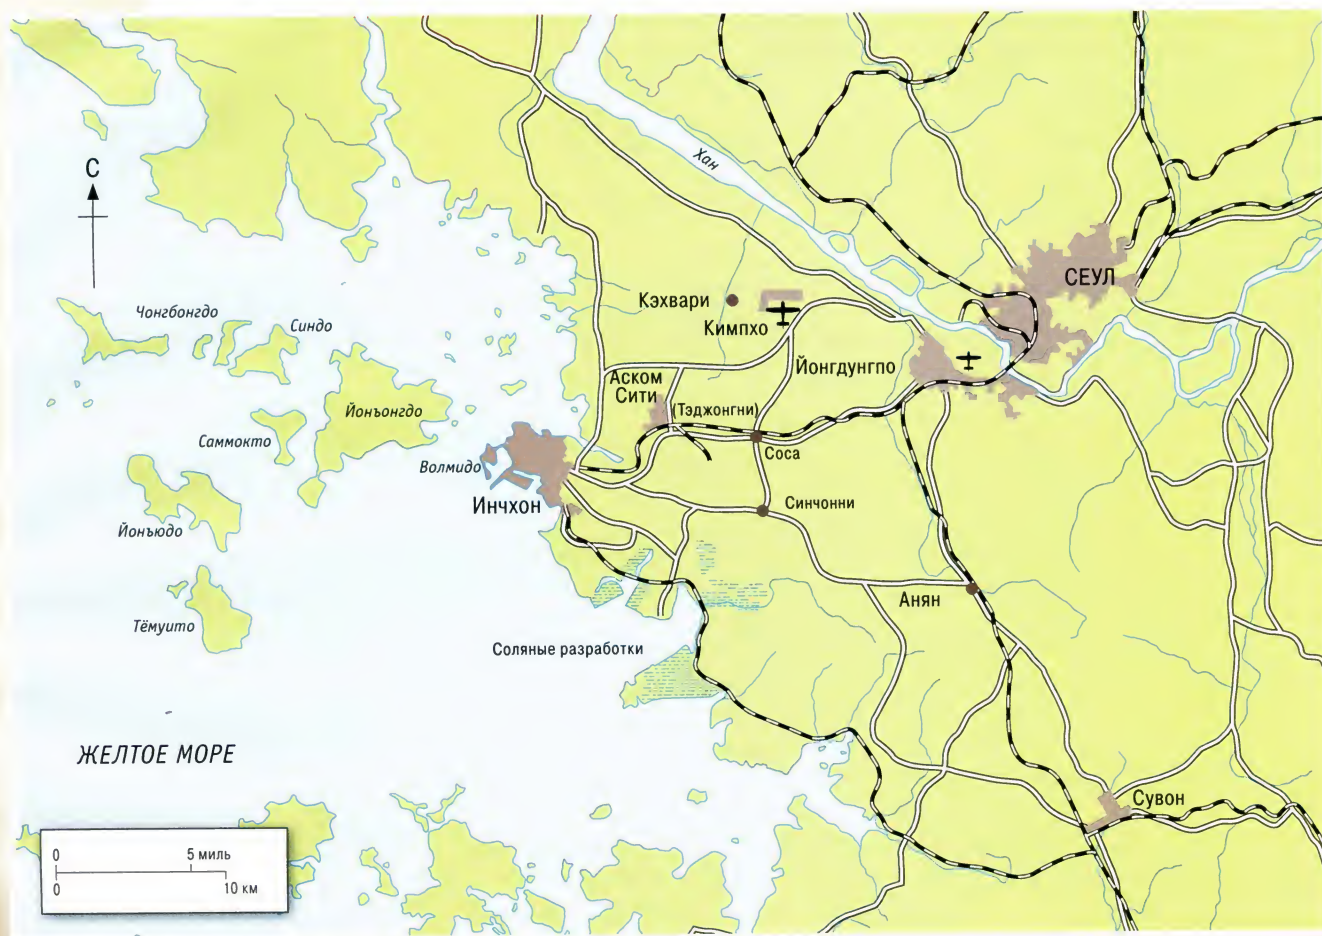 Хан
С
СЕУЛ
Кэхвари
Кимпхо
Чонгбонгдо
Синдо
Йонгдунгпо
Аском
Сити
(Тэджонгни)
Йонъонгдо
Саммокто
Соса
Волмидо
Синчонни
Инчхон
Йонъюдо
Анян
Тёмуито
Соляные разработки
ЖЕЛТОЕ МОРЕ
Сувон
0 5 миль
0 10 км